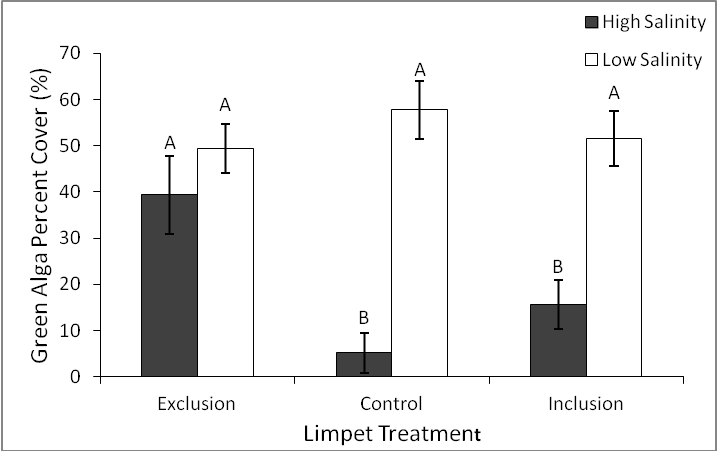 High Salinity
Low Salinity
Green Alga Percent Cover (%)
70
60
50
40
30
20
10
0
A
A
B
A
B
A
Exclusion
Control
Inclusion
Limpet Treatment